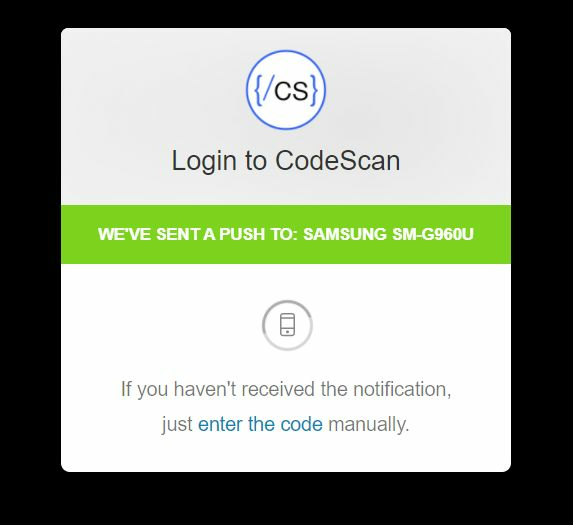 {/CS}
Login to CodeScan
WE'VE SENT A PUSH TO: SAMSUNG SM-G960U
If you haven't received the notification,
just enter the code manually.